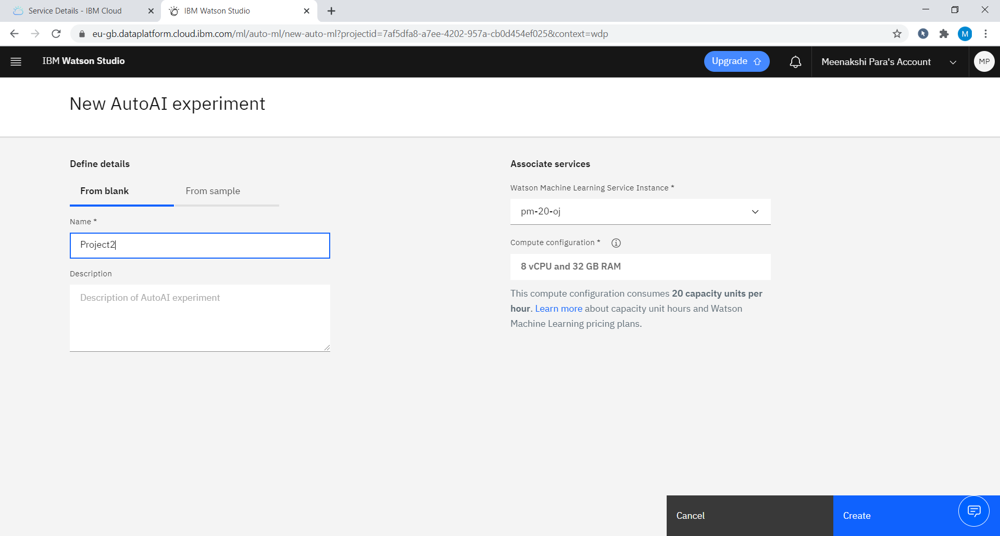 Service Details - IBM Cloud
IBM Watson Studio
eu-gb.dataplatform.cloud.ibm.com/ml/auto-ml/new-auto-ml?projectid=7af5dfa8-a7ee-4202-957a-cb0d454ef025&context=wdp
M
IBM Watson Studio
Upgrade
Meenakshi Para's Account
MP
New AutoAI experiment
Define details
From blank
From sample
Name *
Project2
Description
Description of AutoAI experiment
Associate services
Watson Machine Learning Service Instance *
pm-20-oj
Compute configuration *
8 vCPU and 32 GB RAM
This compute configuration consumes 20 capacity units per
hour. Learn more about capacity unit hours and Watson
Machine Learning pricing plans.
Cancel
Create